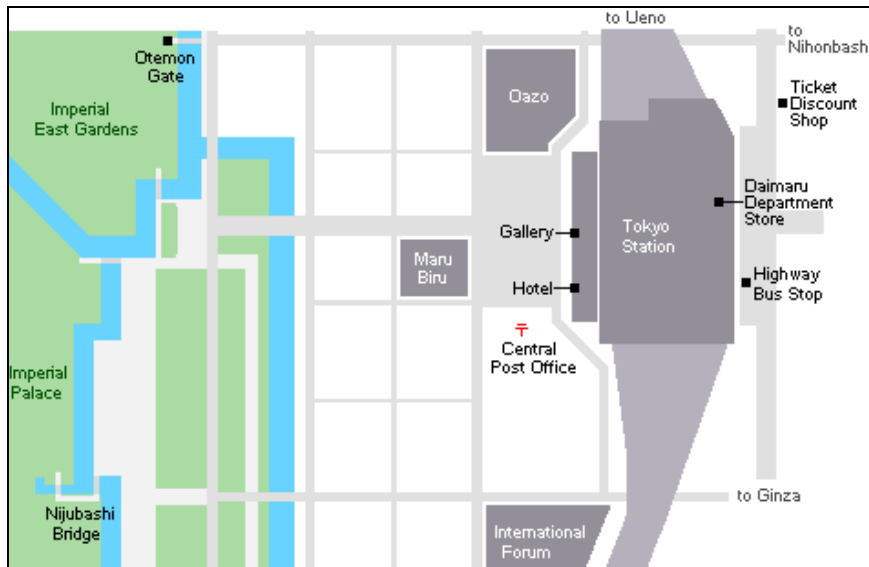 to Ueno
to
Nihonbash
Otemon
Gate
Oazo
Ticket
Discount
Shop
Imperial
East Gardens
Daimaru
Department
Store
Gallery
Tokyo
Station
Maru
Biru
Hotel
Highway
Bus Stop
〒
Central
Post Office
Imperial
Palace
to Ginza
Nijubashi
Bridge
International
Forum